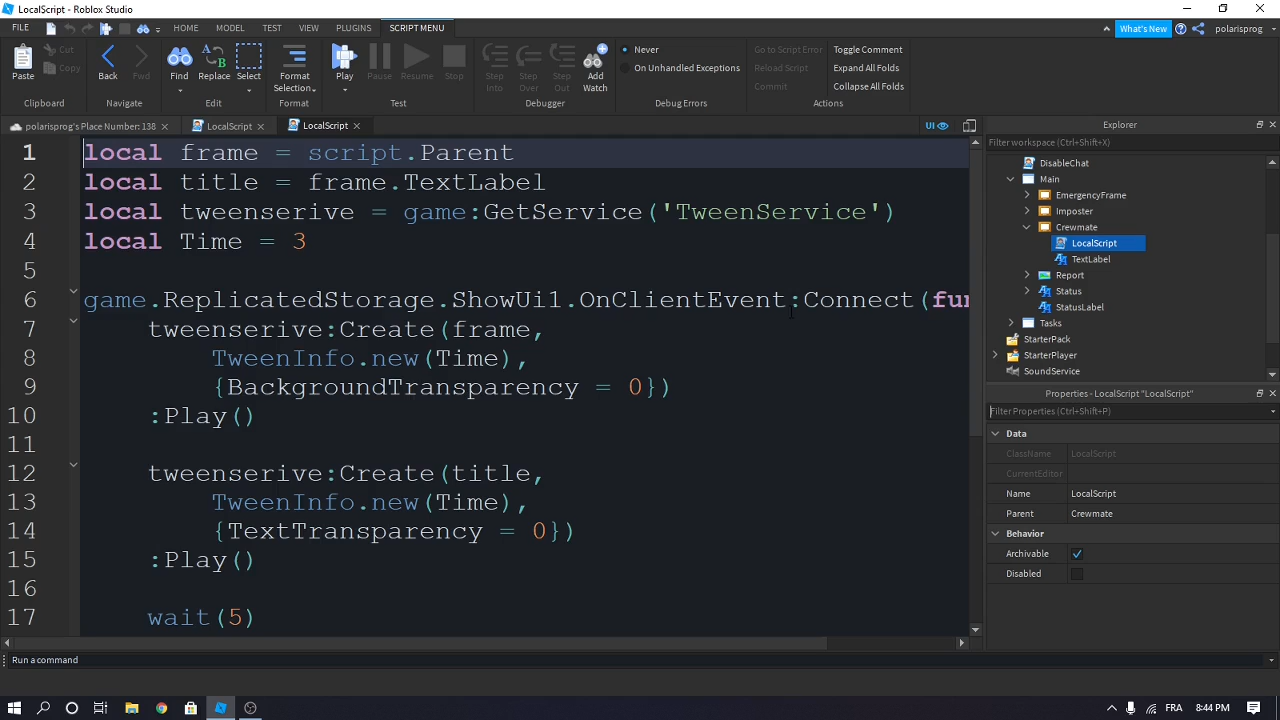 LocalScript - Roblox Studio
FILE HOME MODEL TEST VIEW PLUGINS SCRIPT MENU What's New polarisprog
Paste Cut Copy Back Fwd Find Replace Select Format Selection Play Pause Resume Stop Step Into Step Over Step Out Add Watch
Never
On Unhandled Exceptions
Go to Script Error
Reload Script
Commit
Toggle Comment
Expand All Folds
Collapse All Folds
Clipboard Navigate Edit Format Test Debugger Debug Errors Actions
polarisprog's Place Number: 138 × LocalScript × LocalScript × UI
1 local frame = script.Parent
2 local title = frame.TextLabel
3 local tweenserive = game:GetService('TweenService')
4 local Time = 3
5
6 game.ReplicatedStorage.ShowUi1.OnClientEvent:Connect(fun
7 tweenserive:Create(frame,
8 TweenInfo.new(Time),
9 {BackgroundTransparency = 0})
10 :Play()
11
12 tweenserive:Create(title,
13 TweenInfo.new(Time),
14 {TextTransparency = 0})
15 :Play()
16
17 wait(5)
Explorer
Filter workspace (Ctrl+Shift+X)
DisableChat
Main
EmergencyFrame
Imposter
Crewmate
LocalScript
TextLabel
Report
Status
StatusLabel
Tasks
StarterPack
StarterPlayer
SoundService
Properties - LocalScript "LocalScript"
Filter Properties (Ctrl+Shift+P)
Data
ClassName LocalScript
CurrentEditor
Name LocalScript
Parent Crewmate
Behavior
Archivable
Disabled
Run a command
FRA 8:44 PM